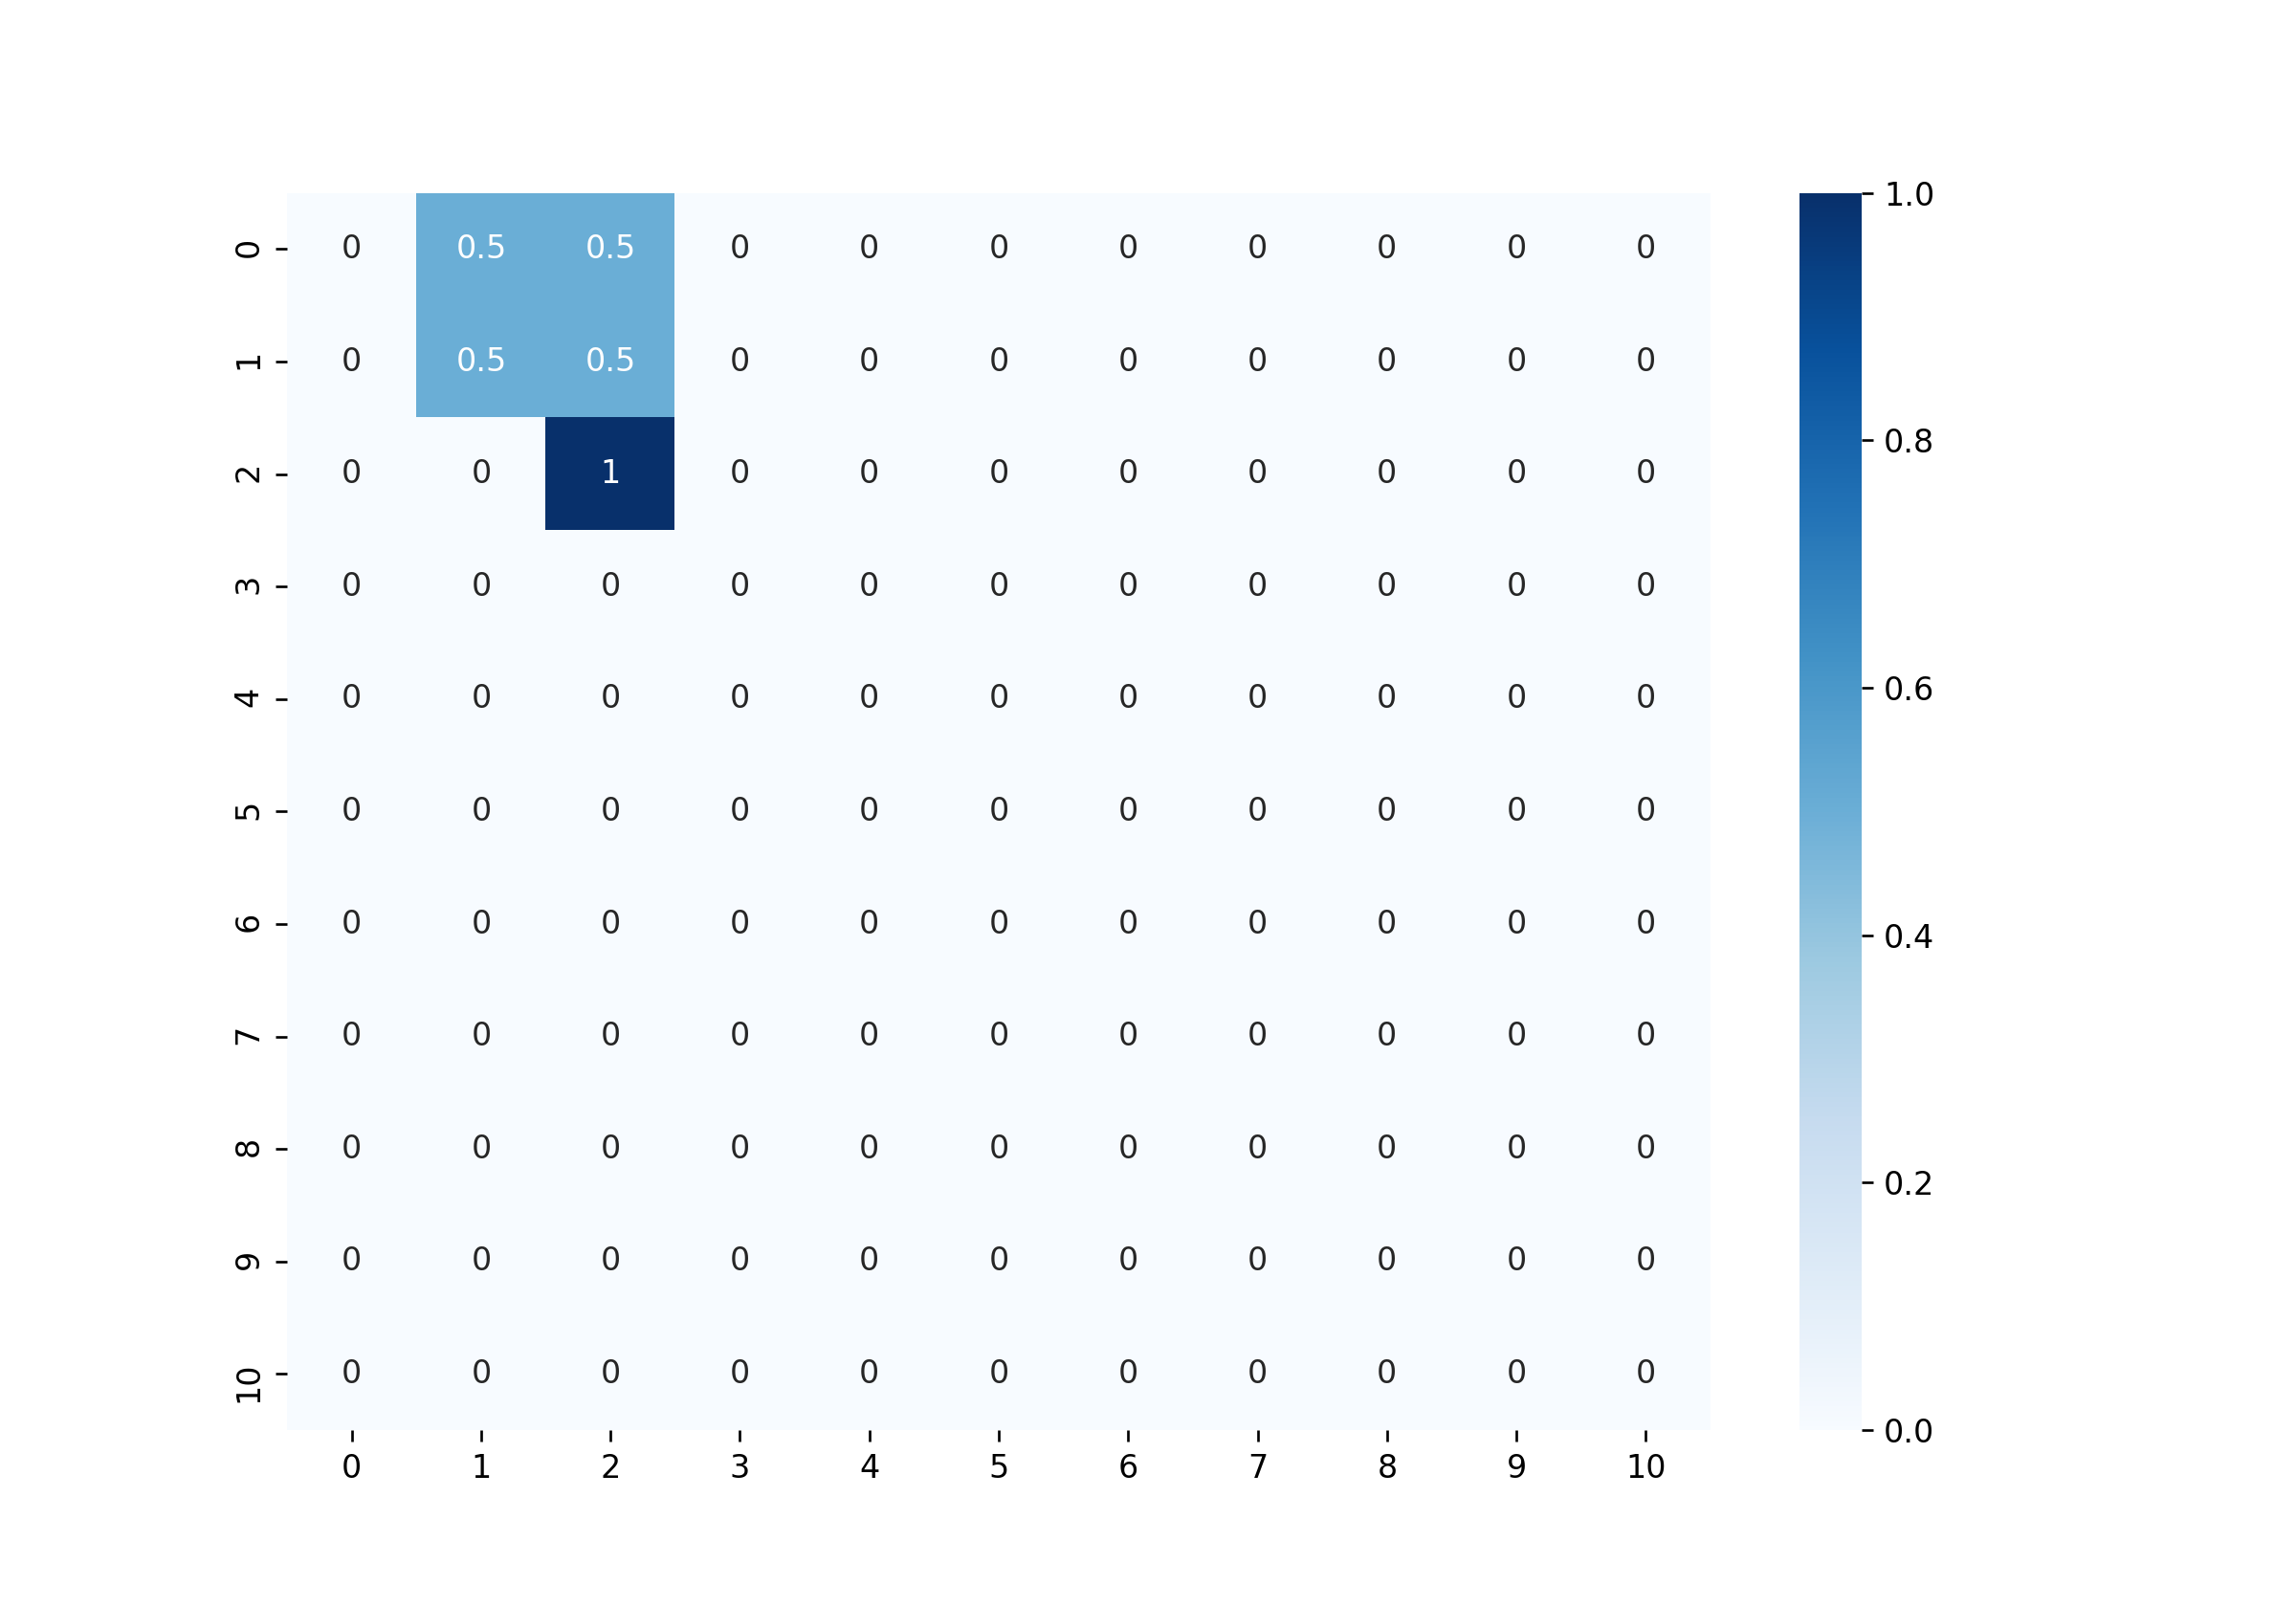 0 0 0.5 0.5 0 0 0 0 0 0 0 0
1 0 0.5 0.5 0 0 0 0 0 0 0 0
2 0 0 1 0 0 0 0 0 0 0 0
3 0 0 0 0 0 0 0 0 0 0 0
4 0 0 0 0 0 0 0 0 0 0 0
5 0 0 0 0 0 0 0 0 0 0 0
6 0 0 0 0 0 0 0 0 0 0 0
7 0 0 0 0 0 0 0 0 0 0 0
8 0 0 0 0 0 0 0 0 0 0 0
9 0 0 0 0 0 0 0 0 0 0 0
10 0 0 0 0 0 0 0 0 0 0 0
0 1 2 3 4 5 6 7 8 9 10
1.0
0.8
0.6
0.4
0.2
0.0